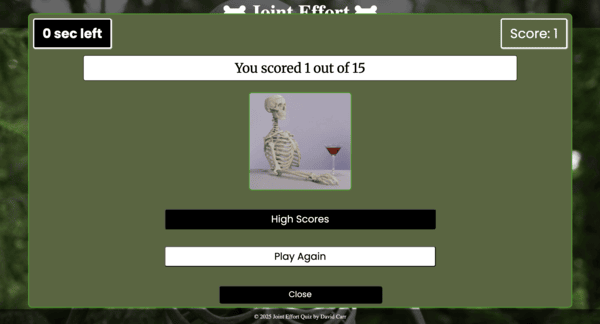 Joint Effort
0 sec left
Score: 1
You scored 1 out of 15
High Scores
Play Again
Close
© 2025 Joint Effort Quiz by David Carr